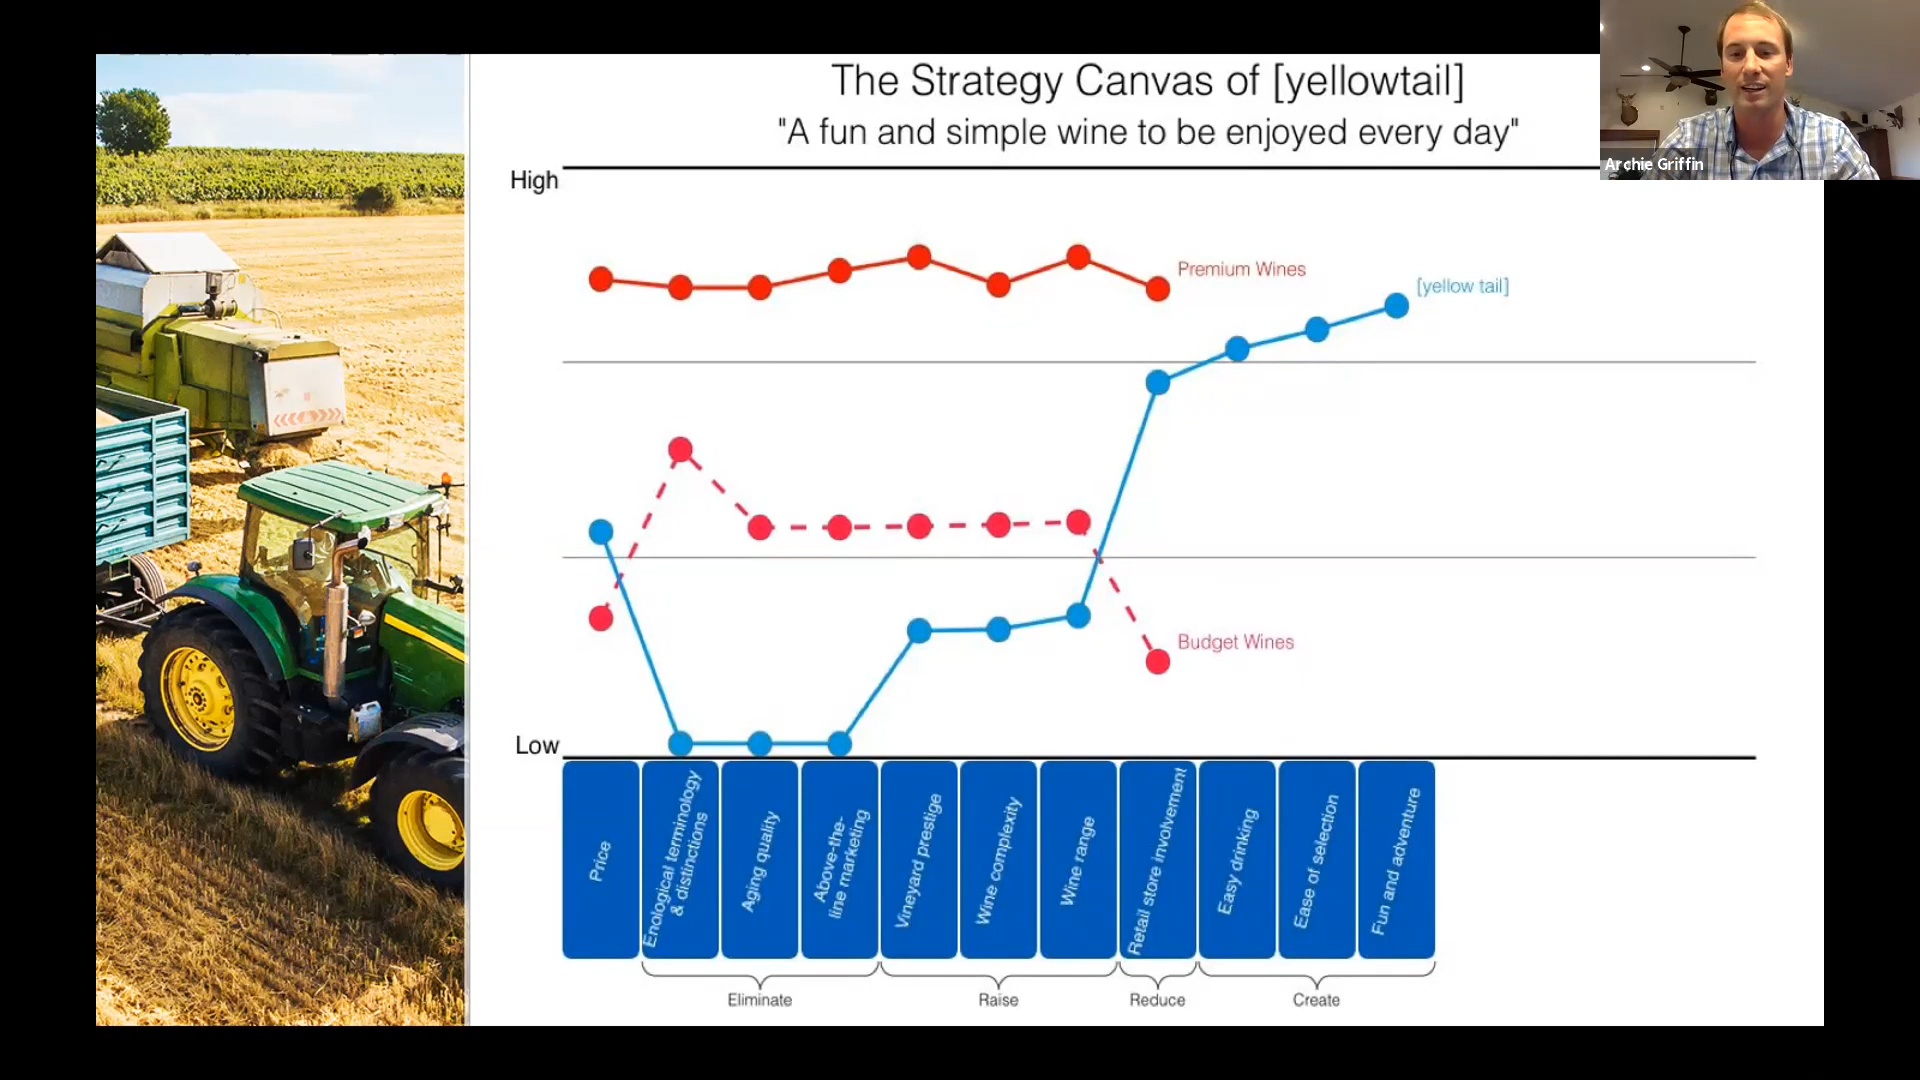 The Strategy Canvas of [yellowtail]
"A fun and simple wine to be enjoyed every day"
Archie Griffin
High
Premium Wines
[yellow tail]
Budget Wines
Low
Price
Enological terminology
& distinctions
Aging quality
Above-the-
line marketing
Vineyard prestige
Wine complexity
Wine range
Retail store involvement
Easy drinking
Ease of selection
Fun and adventure
Eliminate
Raise
Reduce
Create